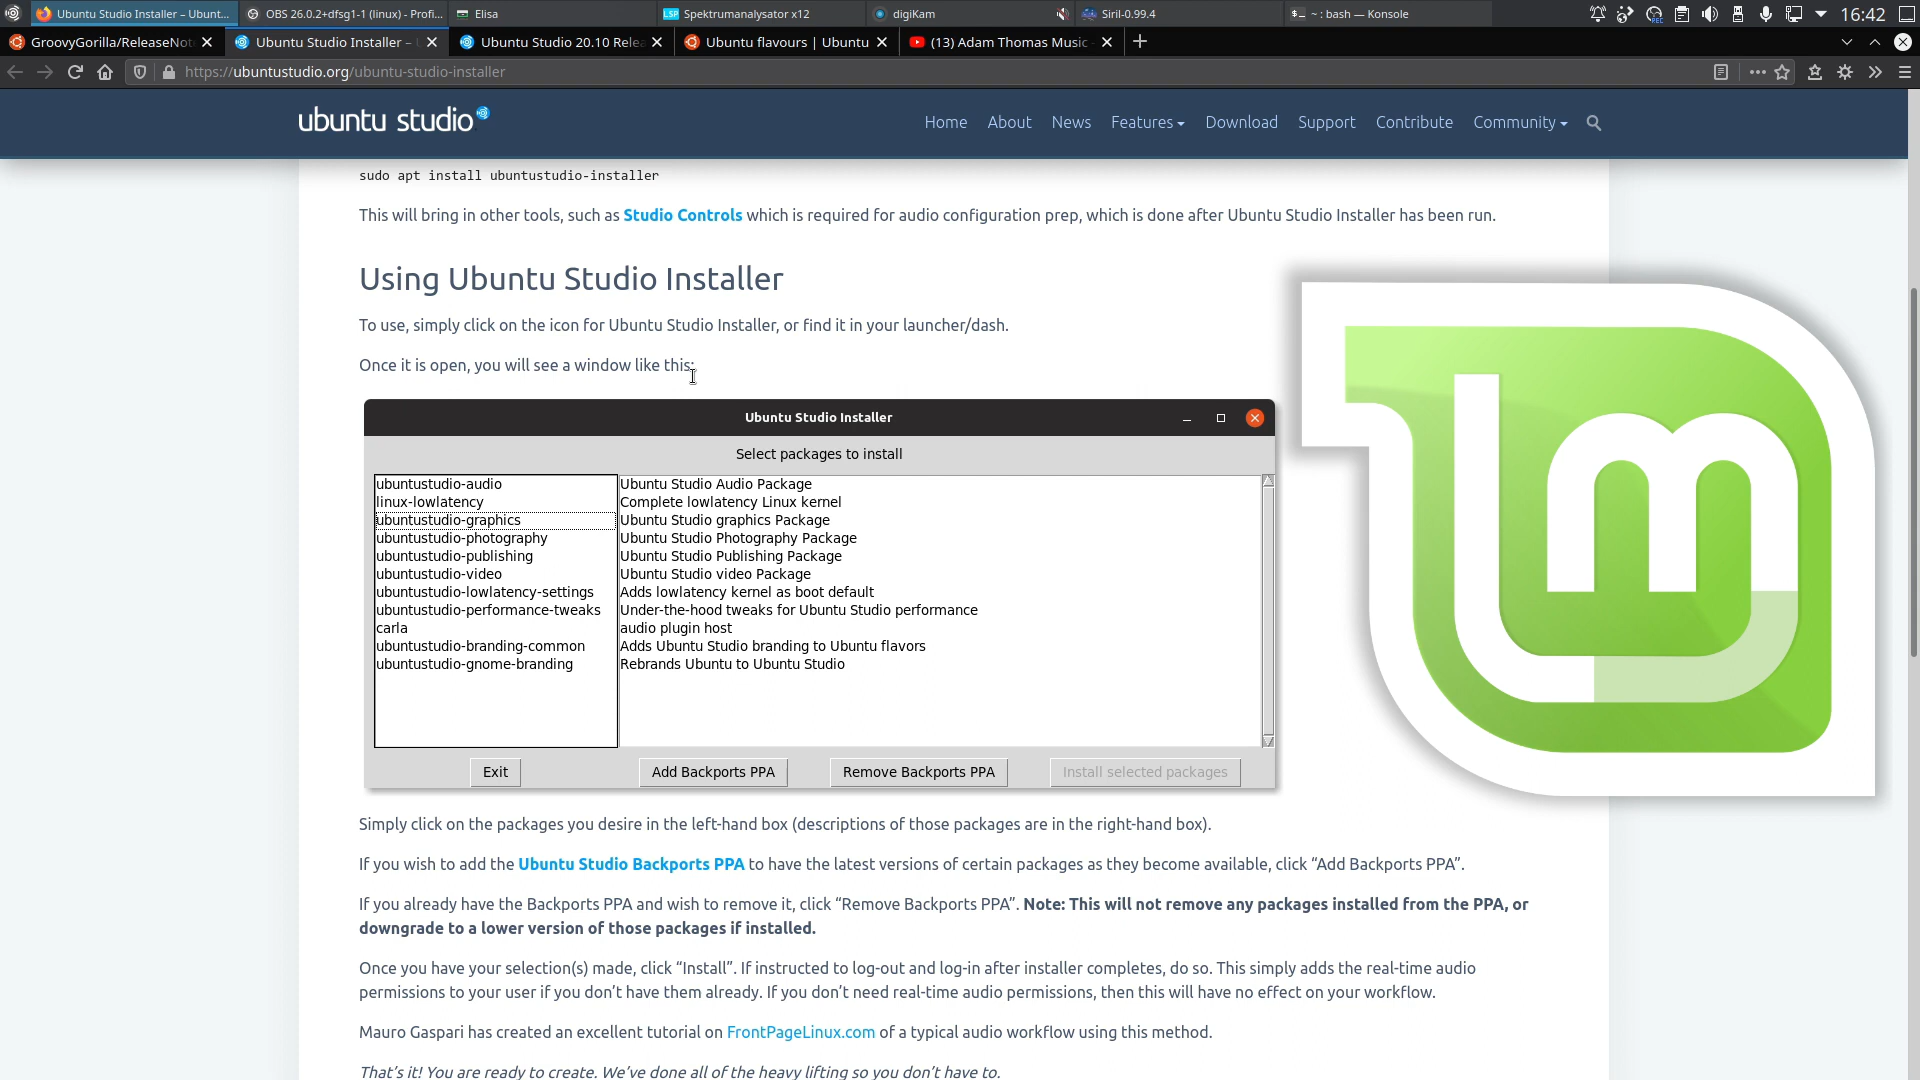 Ubuntu Studio Installer – Ubunt...
OBS 26.0.2+dfsg1-1 (linux) - Profi...
Elisa
LSP
Spektrumanalysator x12
digiKam
Siril-0.99.4
~ : bash — Konsole
16:42
GroovyGorilla/ReleaseNot
Ubuntu Studio Installer –
Ubuntu Studio 20.10 Relea
Ubuntu flavours | Ubuntu
(13) Adam Thomas Music -
https://ubuntustudio.org/ubuntu-studio-installer
ubuntu studio
Home
About
News
Features
Download
Support
Contribute
Community
sudo apt install ubuntustudio-installer
This will bring in other tools, such as Studio Controls which is required for audio configuration prep, which is done after Ubuntu Studio Installer has been run.
Using Ubuntu Studio Installer
To use, simply click on the icon for Ubuntu Studio Installer, or find it in your launcher/dash.
Once it is open, you will see a window like this:
Ubuntu Studio Installer
Select packages to install
ubuntustudio-audio Ubuntu Studio Audio Package
linux-lowlatency Complete lowlatency Linux kernel
ubuntustudio-graphics Ubuntu Studio graphics Package
ubuntustudio-photography Ubuntu Studio Photography Package
ubuntustudio-publishing Ubuntu Studio Publishing Package
ubuntustudio-video Ubuntu Studio video Package
ubuntustudio-lowlatency-settings Adds lowlatency kernel as boot default
ubuntustudio-performance-tweaks Under-the-hood tweaks for Ubuntu Studio performance
carla audio plugin host
ubuntustudio-branding-common Adds Ubuntu Studio branding to Ubuntu flavors
ubuntustudio-gnome-branding Rebrands Ubuntu to Ubuntu Studio
Exit
Add Backports PPA
Remove Backports PPA
Install selected packages
Simply click on the packages you desire in the left-hand box (descriptions of those packages are in the right-hand box).
If you wish to add the Ubuntu Studio Backports PPA to have the latest versions of certain packages as they become available, click “Add Backports PPA”.
If you already have the Backports PPA and wish to remove it, click “Remove Backports PPA”. Note: This will not remove any packages installed from the PPA, or
downgrade to a lower version of those packages if installed.
Once you have your selection(s) made, click “Install”. If instructed to log-out and log-in after installer completes, do so. This simply adds the real-time audio
permissions to your user if you don’t have them already. If you don’t need real-time audio permissions, then this will have no effect on your workflow.
Mauro Gaspari has created an excellent tutorial on FrontPageLinux.com of a typical audio workflow using this method.
That’s it! You are ready to create. We’ve done all of the heavy lifting so you don’t have to.